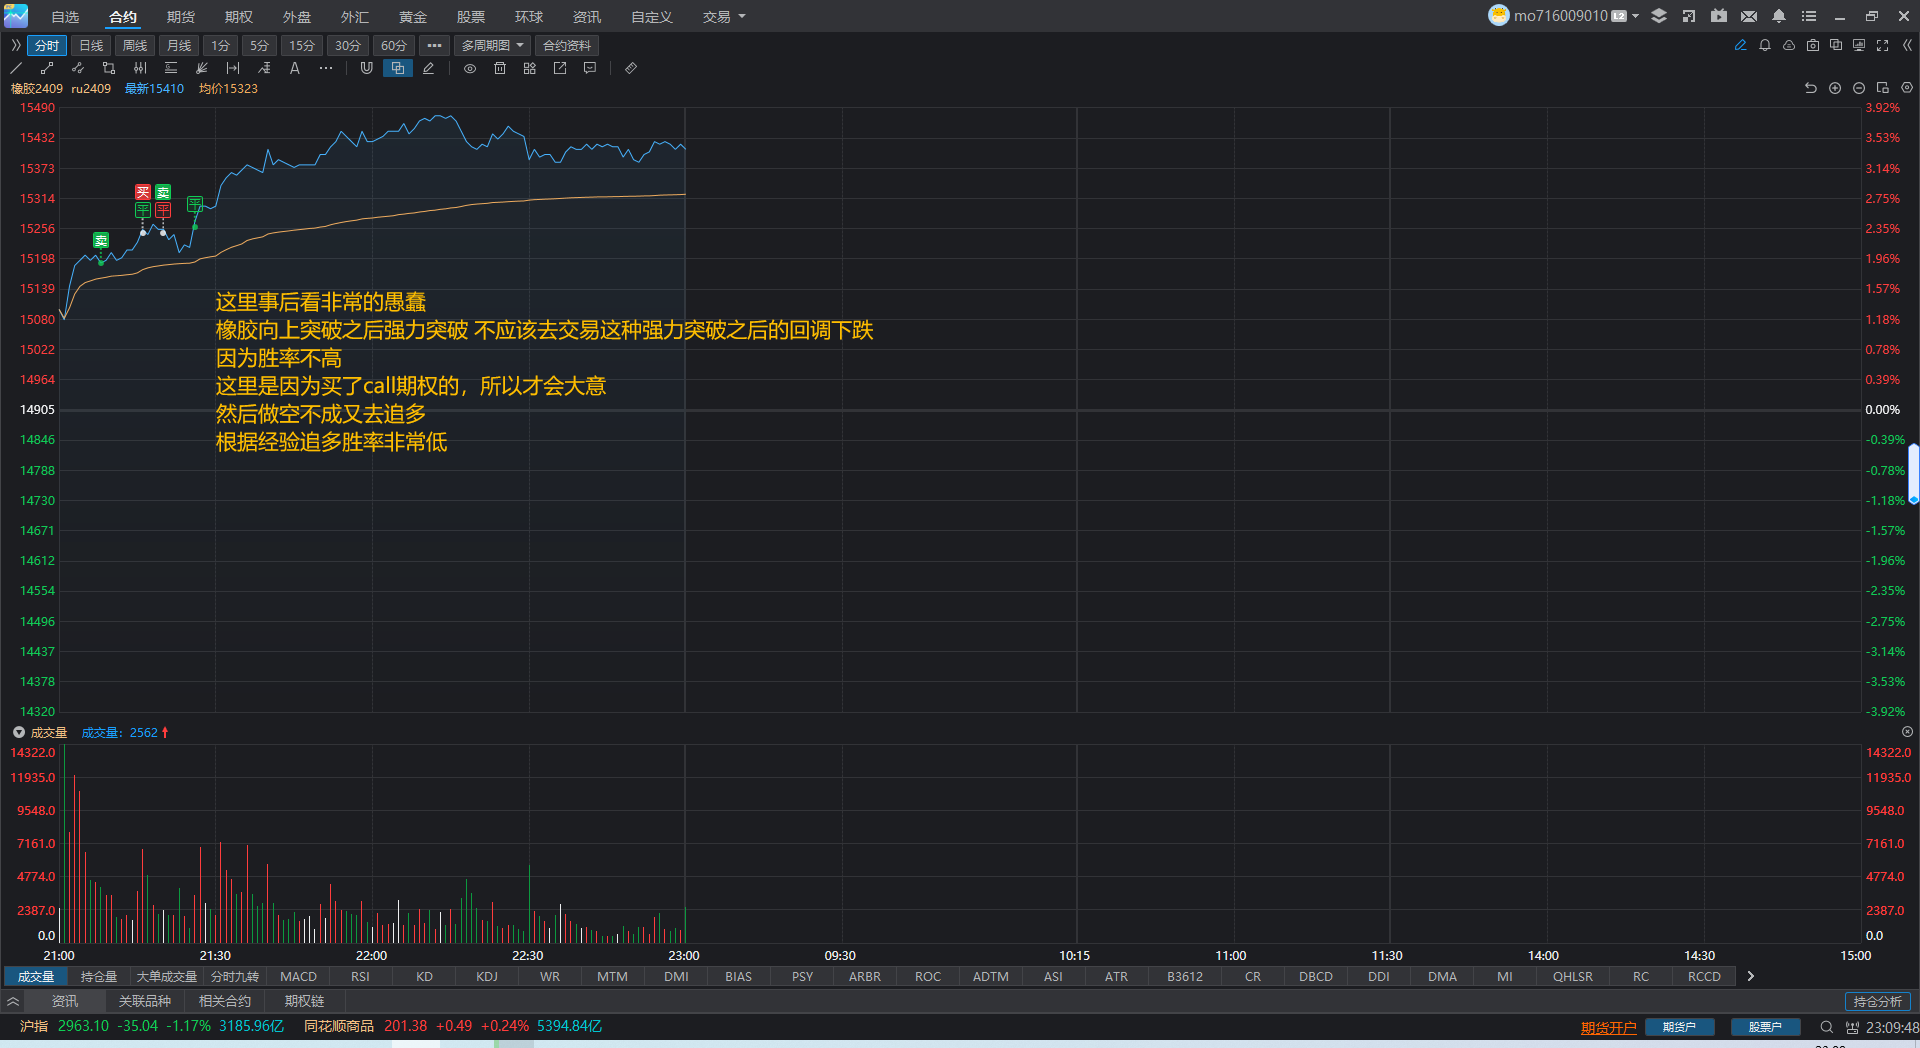 自选 合约 期货 期权 外盘 外汇 黄金 股票 环球 资讯 自定义 交易 mo716009010 L2
分时 日线 周线 月线 1分 5分 15分 30分 60分 多周期图 合约资料
橡胶2409 ru2409 最新15410 均价15323
15490 3.92%
15432 3.53%
15373 3.14%
15314 2.75%
15256 2.35%
15198 1.96%
15139 1.57%
15080 1.18%
15022 0.78%
14964 0.39%
14905 0.00%
14846 -0.39%
14788 -0.78%
14730 -1.18%
14671 -1.57%
14612 -1.96%
14554 -2.35%
14496 -2.75%
14437 -3.14%
14378 -3.53%
14320 -3.92%
买 卖
平 平 平
卖
这里事后看非常的愚蠢
橡胶向上突破之后强力突破 不应该去交易这种强力突破之后的回调下跌
因为胜率不高
这里是因为买了call期权的，所以才会大意
然后做空不成又去追多
根据经验追多胜率非常低
成交量 成交量：2562
14322.0 14322.0
11935.0 11935.0
9548.0 9548.0
7161.0 7161.0
4774.0 4774.0
2387.0 2387.0
0.0 0.0
21:00 21:30 22:00 22:30 23:00 09:30 10:15 11:00 11:30 14:00 14:30 15:00
成交量 持仓量 大单成交量 分时九转 MACD RSI KD KDJ WR MTM DMI BIAS PSY ARBR ROC ADTM ASI ATR B3612 CR DBCD DDI DMA MI QHLSR RC RCCD
资讯 关联品种 相关合约 期权链 持仓分析
沪指 2963.10 -35.04 -1.17% 3185.96亿 同花顺商品 201.38 +0.49 +0.24% 5394.84亿 期货开户 期货户 股票户 23:09:48